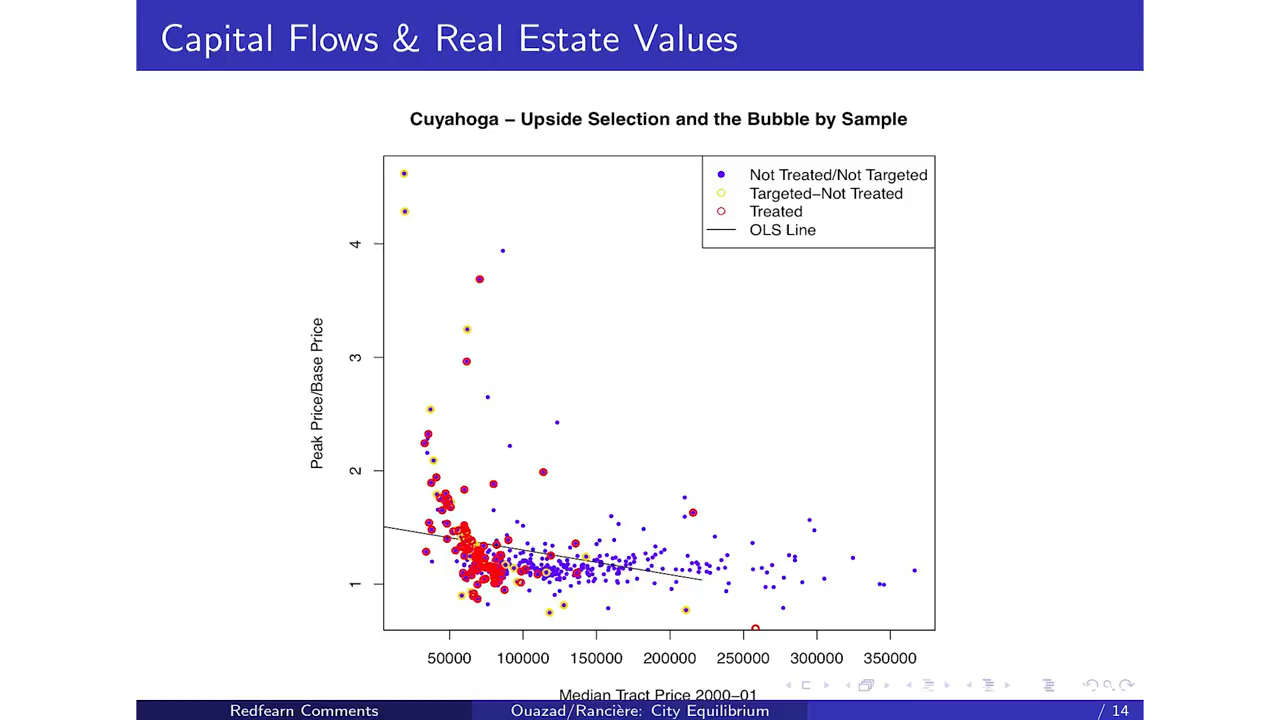 Capital Flows & Real Estate Values
Cuyahoga – Upside Selection and the Bubble by Sample
Not Treated/Not Targeted
Targeted–Not Treated
Treated
OLS Line
Peak Price/Base Price
4
3
2
1
50000 100000 150000 200000 250000 300000 350000
Median Tract Price 2000–01
Redfearn Comments Ouazad/Rancière: City Equilibrium / 14